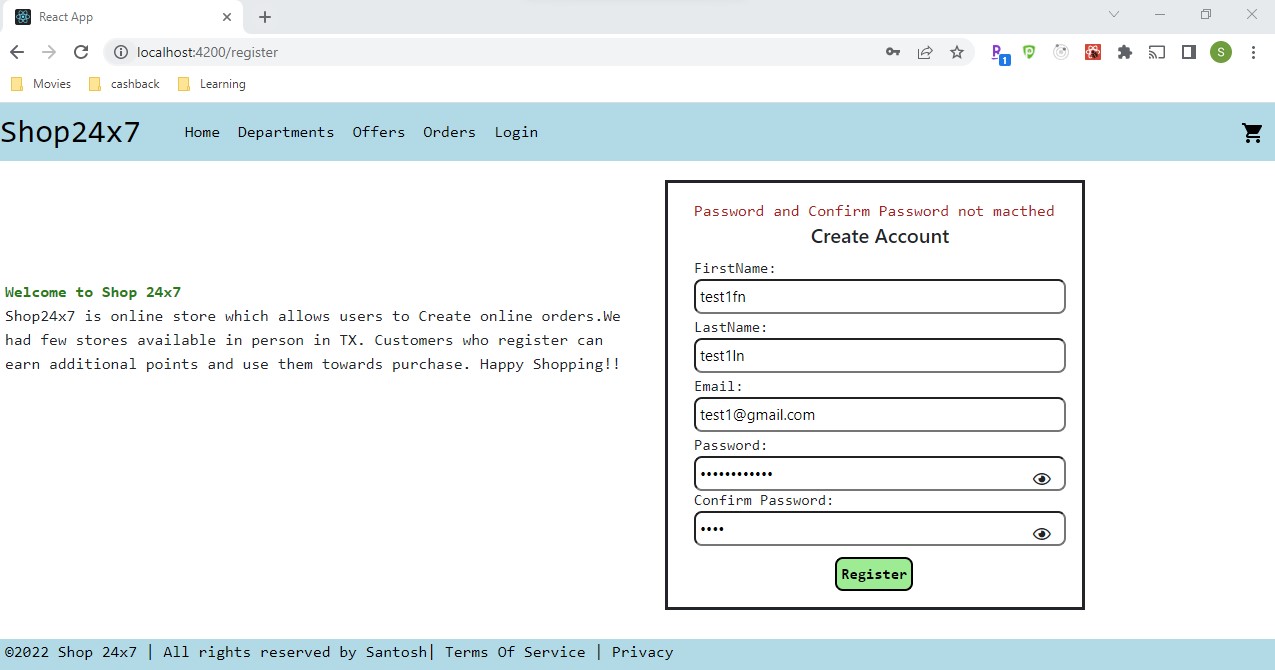 React App
localhost:4200/register
1
S
Movies cashback Learning
Shop24x7 Home Departments Offers Orders Login
Welcome to Shop 24x7
Shop24x7 is online store which allows users to Create online orders.We
had few stores available in person in TX. Customers who register can
earn additional points and use them towards purchase. Happy Shopping!!
Password and Confirm Password not macthed
Create Account
FirstName:
test1fn
LastName:
test1ln
Email:
test1@gmail.com
Password:
••••••••••••
Confirm Password:
••••
Register
©2022 Shop 24x7 | All rights reserved by Santosh| Terms Of Service | Privacy